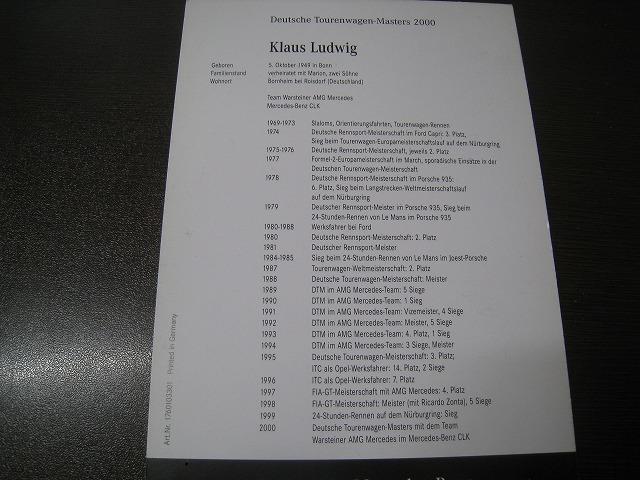 Deutsche Tourenwagen-Masters 2000
Klaus Ludwig
Geboren 5. Oktober 1949 in Bonn
Familienstand verheiratet mit Marion, zwei Söhne
Wohnort Bornheim bei Roisdorf (Deutschland)
Team Warsteiner AMG Mercedes
Mercedes-Benz CLK
1969-1973 Slaloms, Orientierungsfahrten, Tourenwagen-Rennen
1974 Deutsche Rennsport-Meisterschaft im Ford Capri: 3. Platz,
Sieg beim Tourenwagen-Europameisterschaftslauf auf dem Nürburgring
1975-1976 Deutsche Rennsport-Meisterschaft, jeweils 2. Platz
1977 Formel-2-Europameisterschaft im March, sporadische Einsätze in der
Deutschen Tourenwagen-Meisterschaft
1978 Deutsche Rennsport-Meisterschaft im Porsche 935:
6. Platz, Sieg beim Langstrecken-Weltmeisterschaftslauf
auf dem Nürburgring
1979 Deutscher Rennsport-Meister im Porsche 935, Sieg beim
24-Stunden-Rennen von Le Mans im Porsche 935
1980-1988 Werksfahrer bei Ford
1980 Deutsche Rennsport-Meisterschaft: 2. Platz
1981 Deutscher Rennsport-Meister
1984-1985 Sieg beim 24-Stunden-Rennen von Le Mans im Joest-Porsche
1987 Tourenwagen-Weltmeisterschaft: 2. Platz
1988 Deutsche Tourenwagen-Meisterschaft: Meister
1989 DTM im AMG Mercedes-Team: 5 Siege
1990 DTM im AMG Mercedes-Team: 1 Sieg
1991 DTM im AMG Mercedes-Team: Vizemeister, 4 Siege
1992 DTM im AMG Mercedes-Team: Meister, 5 Siege
1993 DTM im AMG Mercedes-Team: 4. Platz, 1 Sieg
1994 DTM im AMG Mercedes-Team: 3 Siege, Meister
1995 Deutsche Tourenwagen-Meisterschaft: 3. Platz;
ITC als Opel-Werksfahrer: 14. Platz, 2 Siege
1996 ITC als Opel-Werksfahrer: 7. Platz
1997 FIA-GT-Meisterschaft mit AMG Mercedes: 4. Platz
1998 FIA-GT-Meisterschaft: Meister (mit Ricardo Zonta), 5 Siege
1999 24-Stunden-Rennen auf dem Nürburgring: Sieg
2000 Deutsche Tourenwagen-Masters mit dem Team
Warsteiner AMG Mercedes im Mercedes-Benz CLK
Art.Nr. 1760103301 Printed in Germany